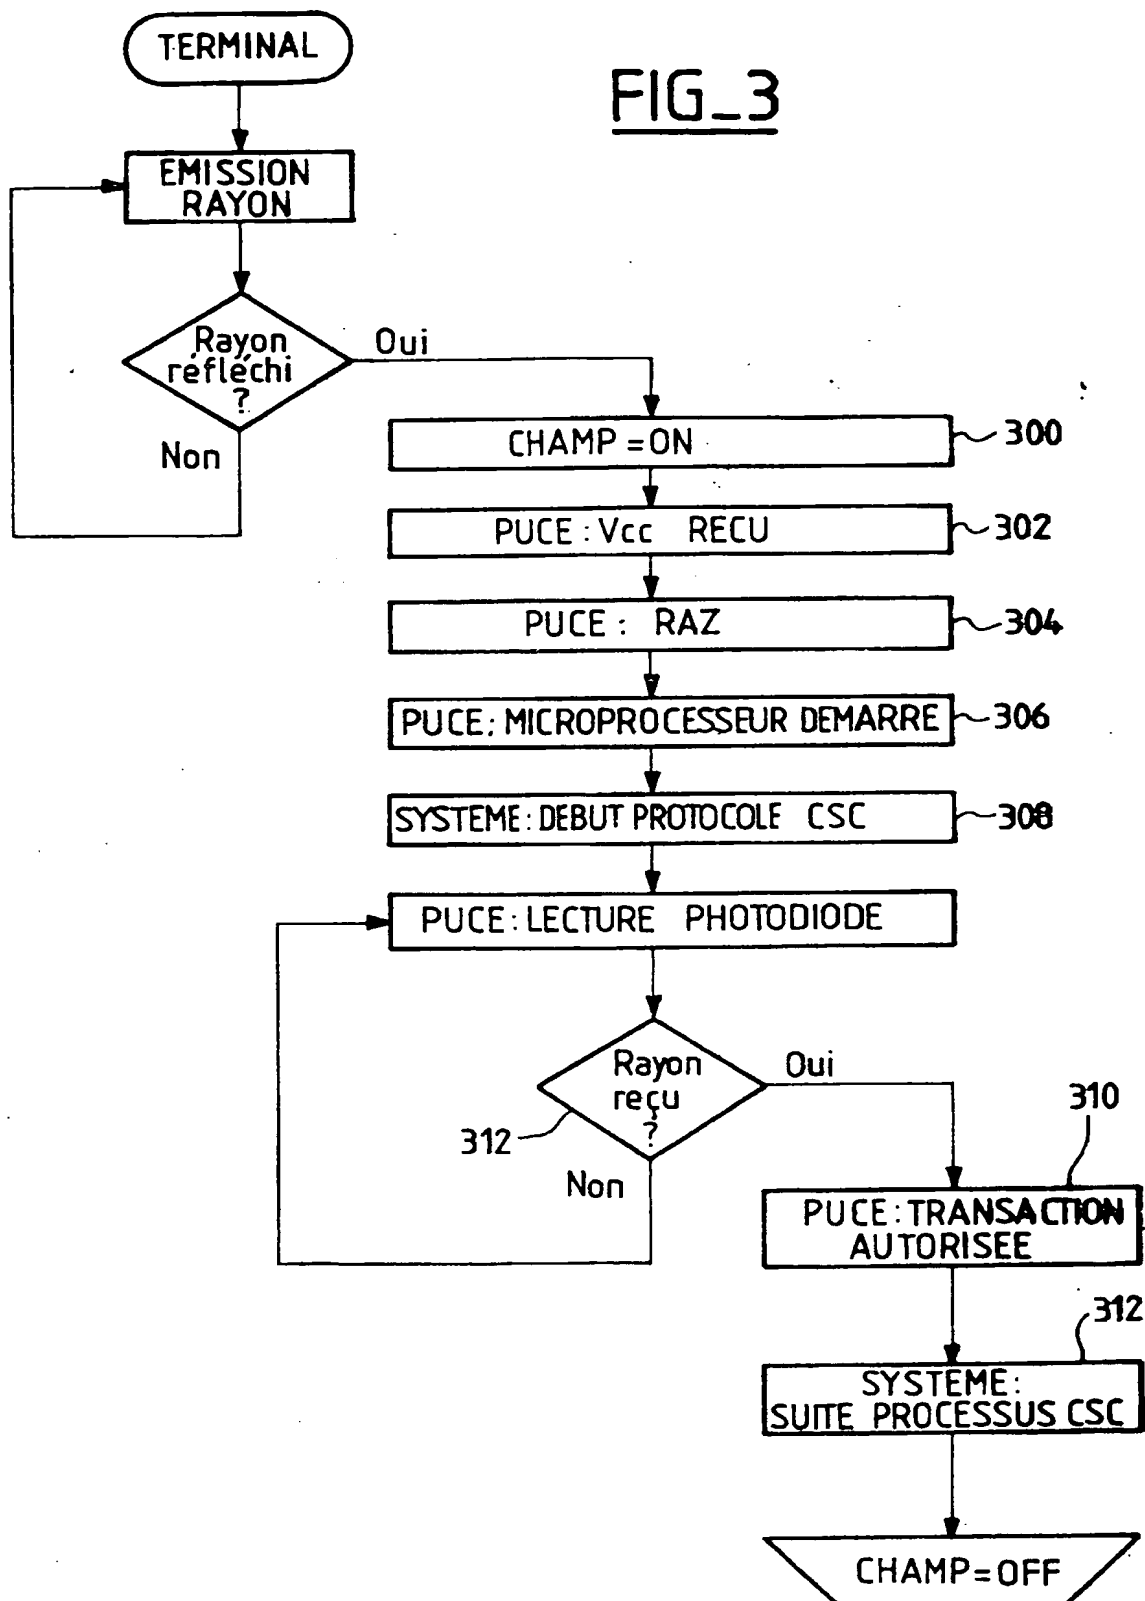 TERMINAL
FIG_3
EMISSION
RAYON
Rayon
réfléchi
?
Oui
Non
CHAMP = ON
300
PUCE : Vcc RECU
302
PUCE : RAZ
304
PUCE : MICROPROCESSEUR DEMARRE
306
SYSTEME : DEBUT PROTOCOLE CSC
308
PUCE : LECTURE PHOTODIODE
Rayon
reçu
?
Oui
312
Non
310
PUCE : TRANSACTION
AUTORISEE
312
SYSTEME :
SUITE PROCESSUS CSC
CHAMP = OFF